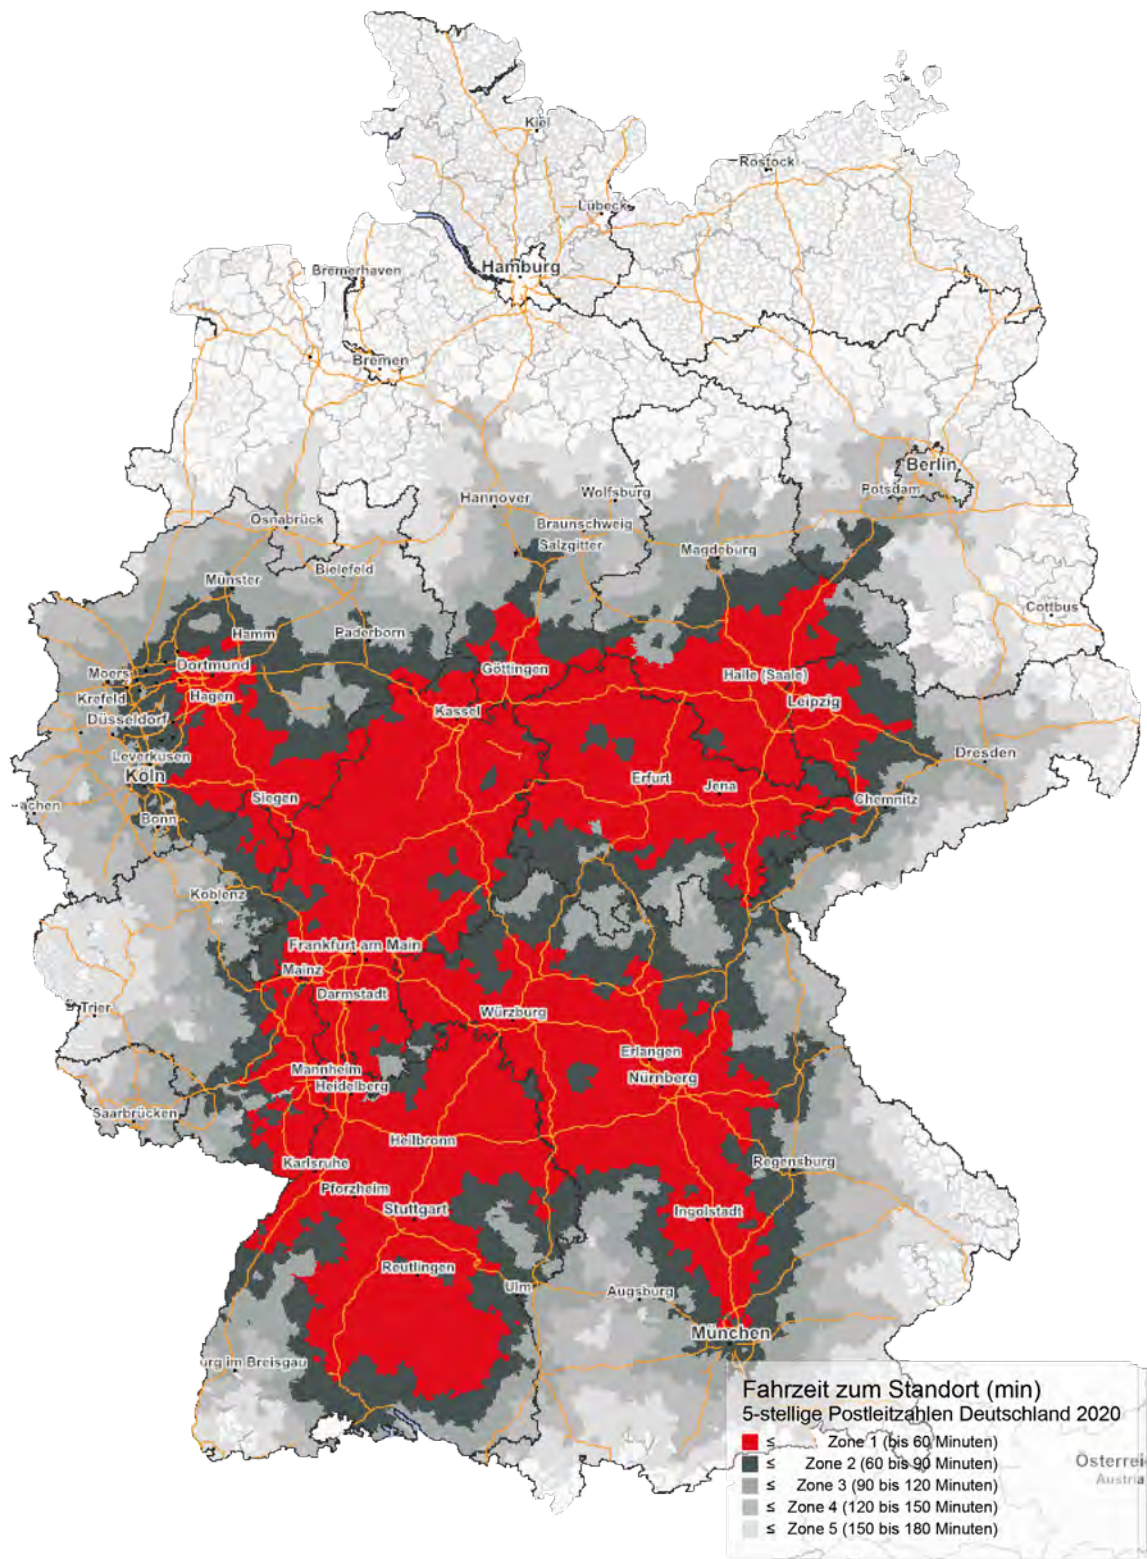 Kiel
Rostock
Lübeck
Hamburg
Bremerhaven
Bremen
Berlin
Potsdam
Hannover
Wolfsburg
Osnabrück
Braunschweig
Salzgitter
Magdeburg
Münster
Bielefeld
Cottbus
Hamm
Paderborn
Moers
Dortmund
Göttingen
Halle (Saale)
Krefeld
Hagen
Kassel
Leipzig
Düsseldorf
Leverkusen
Dresden
Köln
Erfurt
Jena
Siegen
Chemnitz
achen
Bonn
Koblenz
Frankfurt am Main
Mainz
Darmstadt
Trier
Würzburg
Erlangen
Mannheim
Nürnberg
Heidelberg
Saarbrücken
Heilbronn
Karlsruhe
Regensburg
Pforzheim
Stuttgart
Ingolstadt
Reutlingen
Ulm
Augsburg
München
urg im Breisgau
Fahrzeit zum Standort (min)
5-stellige Postleitzahlen Deutschland 2020
≤ Zone 1 (bis 60 Minuten)
≤ Zone 2 (60 bis 90 Minuten)
≤ Zone 3 (90 bis 120 Minuten)
≤ Zone 4 (120 bis 150 Minuten)
≤ Zone 5 (150 bis 180 Minuten)
Österrei
Austria